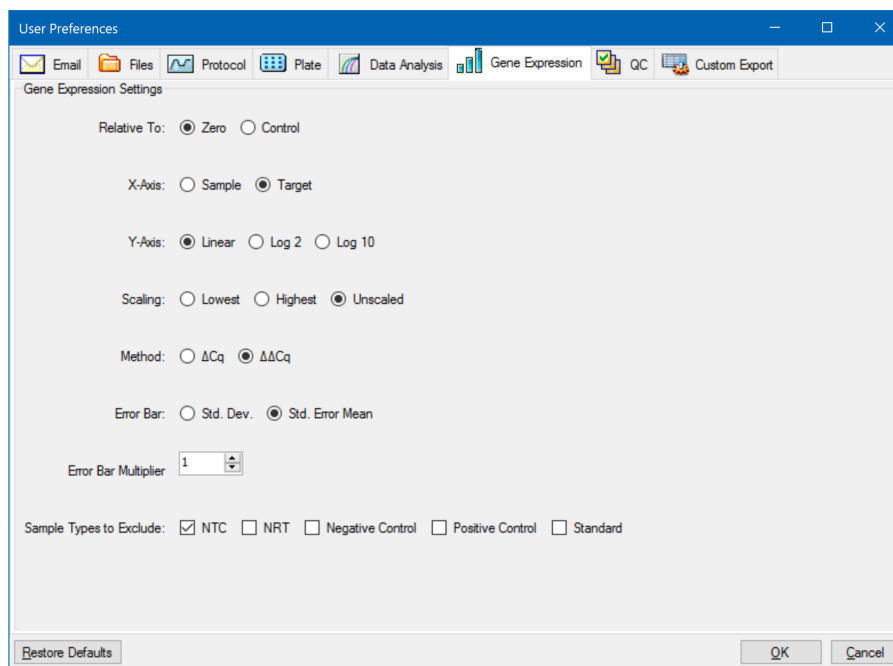 User Preferences
Email Files Protocol Plate Data Analysis Gene Expression QC Custom Export
Gene Expression Settings
Relative To: Zero Control
X-Axis: Sample Target
Y-Axis: Linear Log 2 Log 10
Scaling: Lowest Highest Unscaled
Method: ΔCq ΔΔCq
Error Bar: Std. Dev. Std. Error Mean
Error Bar Multiplier 1
Sample Types to Exclude: NTC NRT Negative Control Positive Control Standard
Restore Defaults OK Cancel